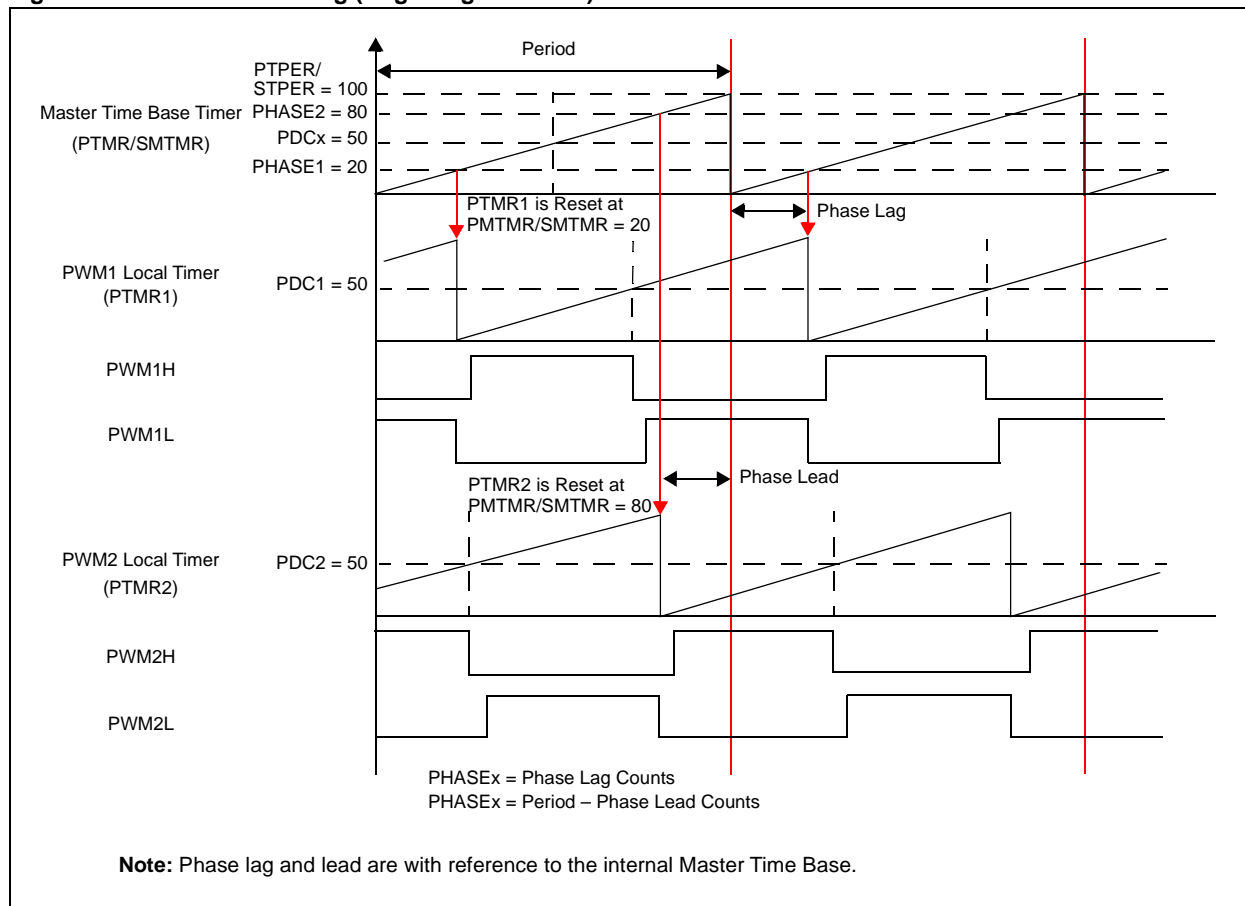 Period
PTPER/
STPER = 100
Master Time Base Timer
(PTMR/SMTMR)
PHASE2 = 80
PDCx = 50
PHASE1 = 20
PTMR1 is Reset at
PMTMR/SMTMR = 20
Phase Lag
PWM1 Local Timer
(PTMR1)
PDC1 = 50
PWM1H
PWM1L
PTMR2 is Reset at
PMTMR/SMTMR = 80
Phase Lead
PWM2 Local Timer
(PTMR2)
PDC2 = 50
PWM2H
PWM2L
PHASEx = Phase Lag Counts
PHASEx = Period – Phase Lead Counts
Note: Phase lag and lead are with reference to the internal Master Time Base.